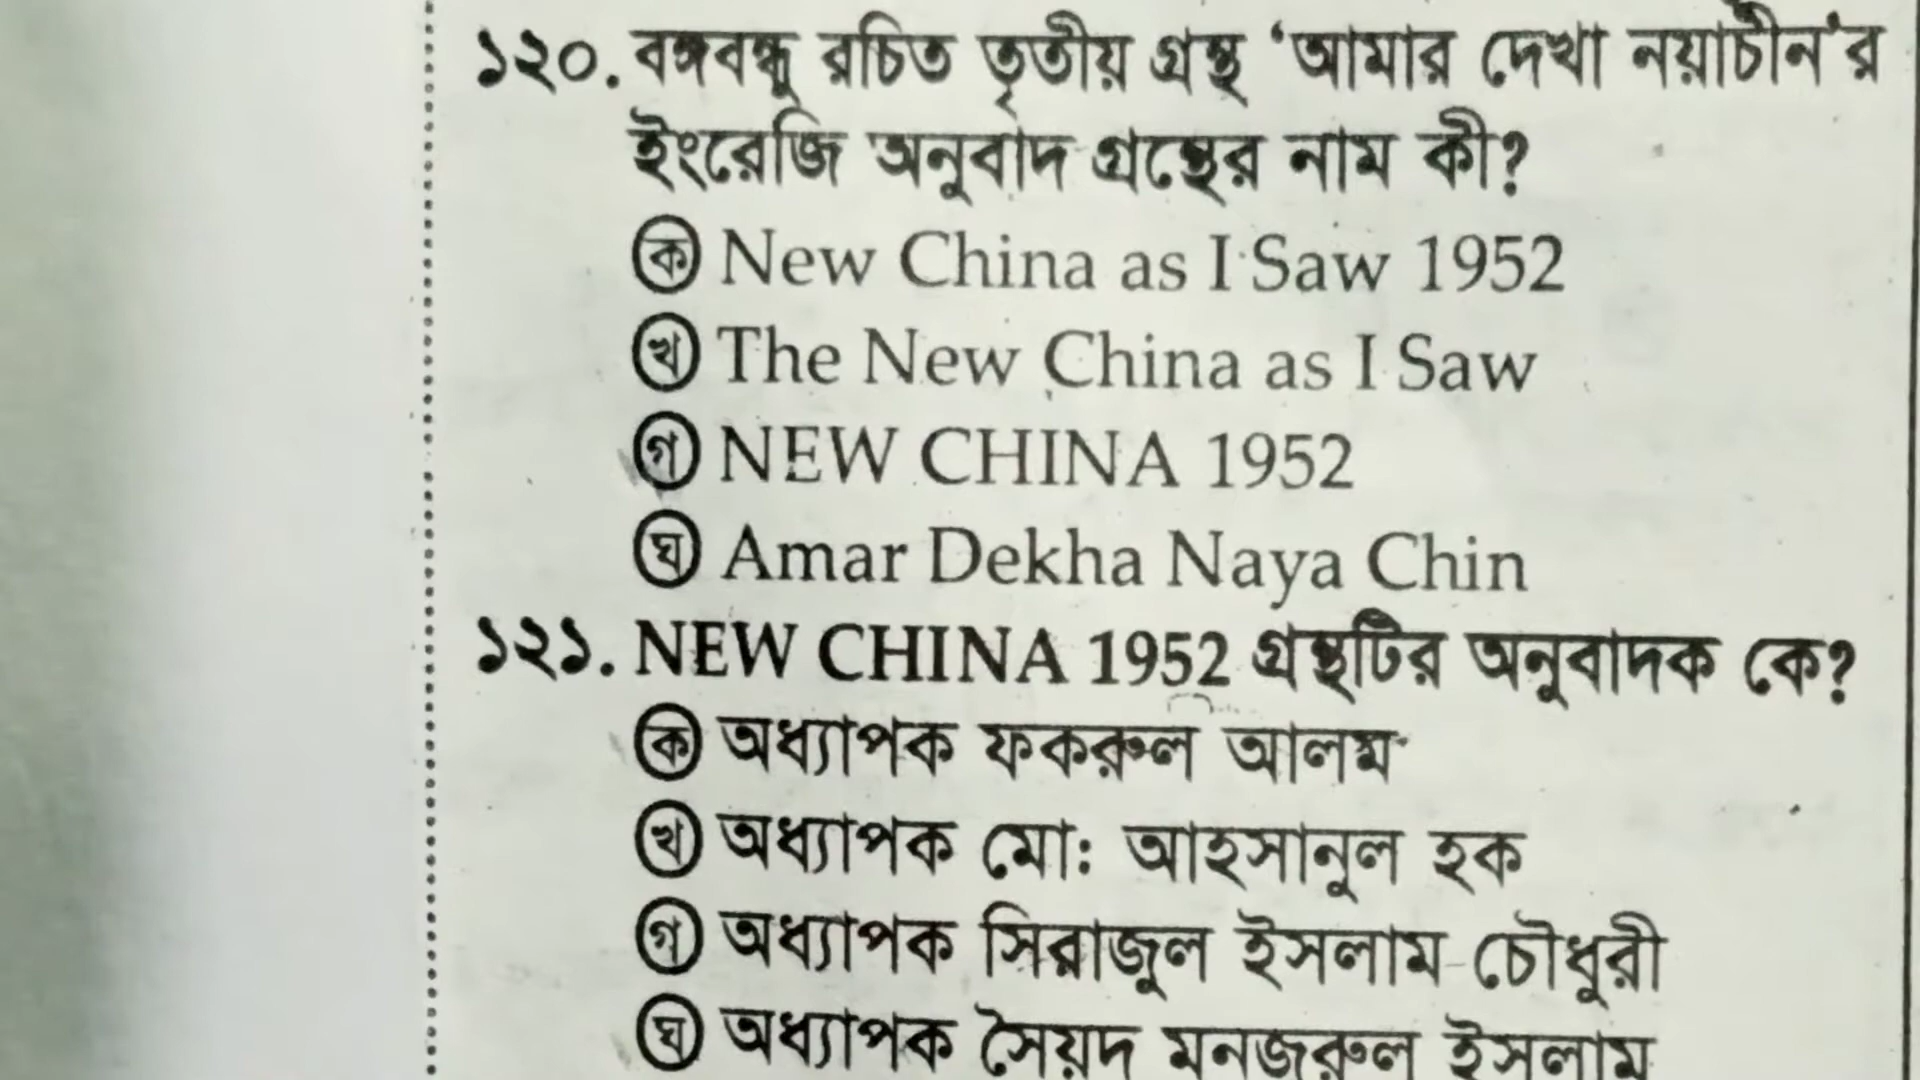 ১২০. বঙ্গবন্ধু রচিত তৃতীয় গ্রন্থ ‘আমার দেখা নয়াচীন’র
ইংরেজি অনুবাদ গ্রন্থের নাম কী?
ক New China as I Saw 1952
খ The New China as I Saw
গ NEW CHINA 1952
ঘ Amar Dekha Naya Chin
১২১. NEW CHINA 1952 গ্রন্থটির অনুবাদক কে?
ক অধ্যাপক ফকরুল আলম
খ অধ্যাপক মো: আহসানুল হক
গ অধ্যাপক সিরাজুল ইসলাম চৌধুরী
ঘ অধ্যাপক সৈয়দ মনজরুল ইসলাম